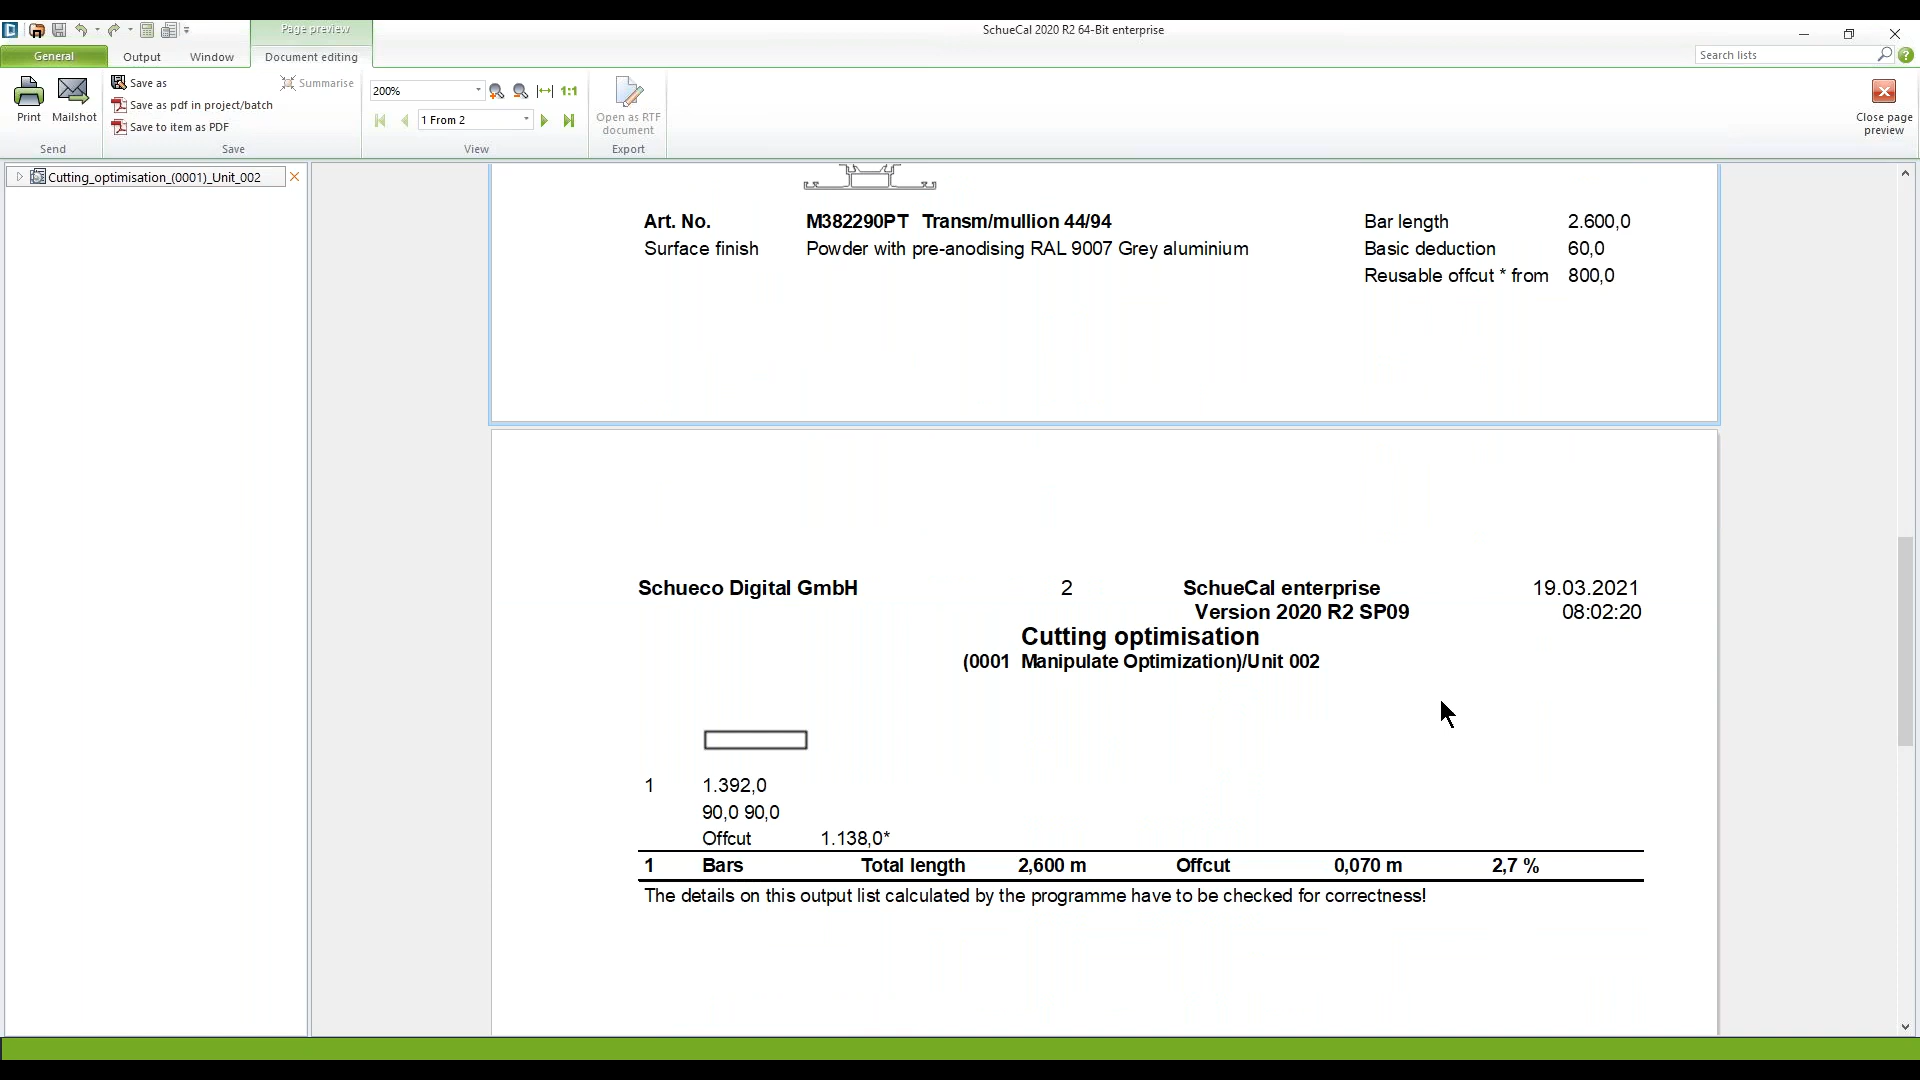 Page preview
SchueCal 2020 R2 64-Bit enterprise
General Output Window Document editing
Search lists
Print
Mailshot
Send
Save as
Save as pdf in project/batch
Save to item as PDF
Summarise
Save
200%
1:1
1 From 2
View
Open as RTF
document
Export
Close page
preview
Cutting_optimisation_(0001)_Unit_002
Art. No. M382290PT Transm/mullion 44/94 Bar length 2.600,0
Surface finish Powder with pre-anodising RAL 9007 Grey aluminium Basic deduction 60,0
Reusable offcut * from 800,0
Schueco Digital GmbH 2 SchueCal enterprise 19.03.2021
Version 2020 R2 SP09 08:02:20
Cutting optimisation
(0001 Manipulate Optimization)/Unit 002
1 1.392,0
90,0 90,0
Offcut 1.138,0*
1 Bars Total length 2,600 m Offcut 0,070 m 2,7 %
The details on this output list calculated by the programme have to be checked for correctness!